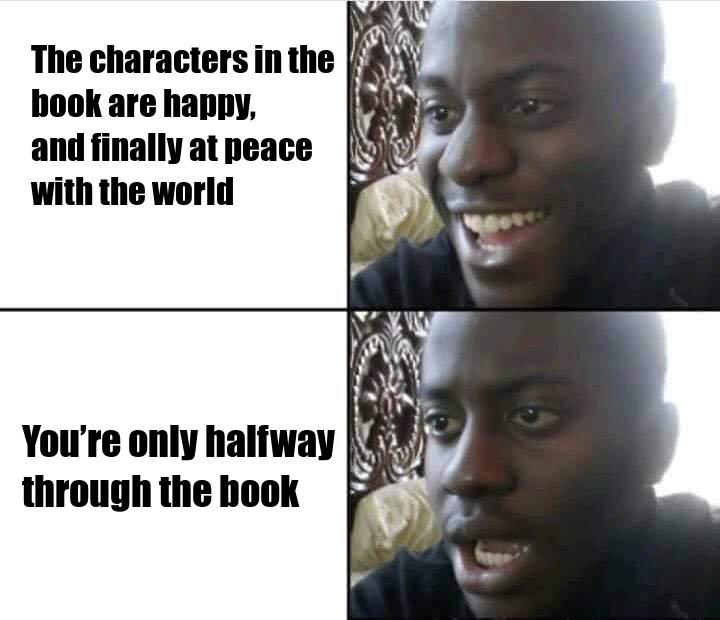 The characters in the
book are happy,
and finally at peace
with the world
You're only halfway
through the book